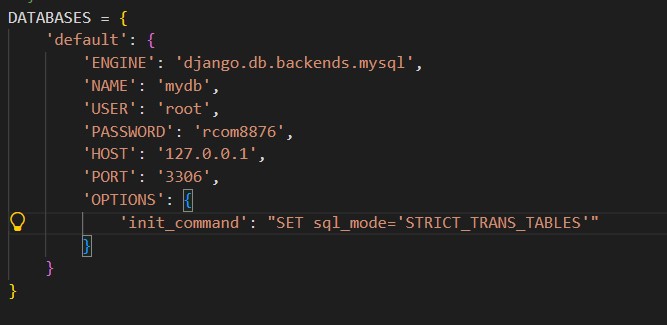 DATABASES = {
    'default': {
        'ENGINE': 'django.db.backends.mysql',
        'NAME': 'mydb',
        'USER': 'root',
        'PASSWORD': 'rcom8876',
        'HOST': '127.0.0.1',
        'PORT': '3306',
        'OPTIONS': {
            'init_command': "SET sql_mode='STRICT_TRANS_TABLES'"
        }
    }
}